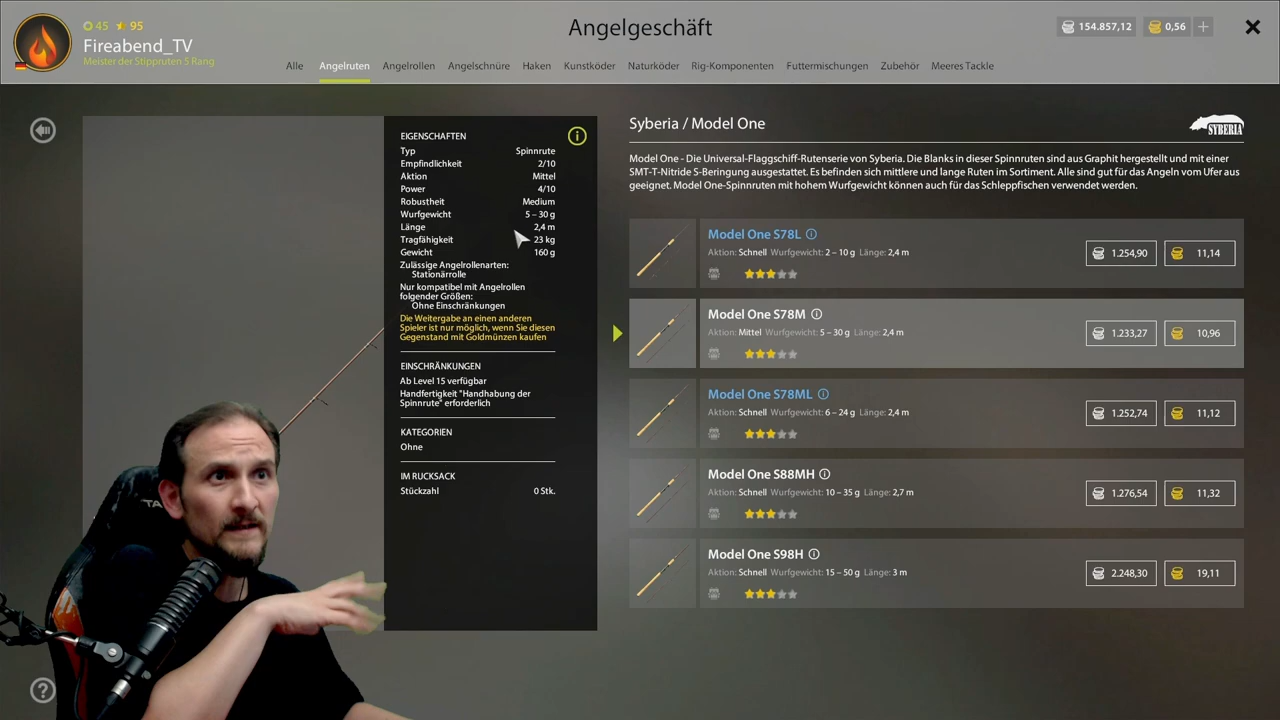 45 95
Fireabend_TV
Meister der Stippruten 5 Rang
Angelgeschäft
154.857,12 0,56 +
Alle Angelruten Angelrollen Angelschnüre Haken Kunstköder Naturköder Rig-Komponenten Futtermischungen Zubehör Meeres Tackle
EIGENSCHAFTEN
Typ Spinnrute
Empfindlichkeit 2/10
Aktion Mittel
Power 4/10
Robustheit Medium
Wurfgewicht 5 – 30 g
Länge 2,4 m
Tragfähigkeit 23 kg
Gewicht 160 g
Zulässige Angelrollenarten:
Stationärrolle
Nur kompatibel mit Angelrollen
folgender Größen:
Ohne Einschränkungen
Die Weitergabe an einen anderen
Spieler ist nur möglich, wenn Sie diesen
Gegenstand mit Goldmünzen kaufen
EINSCHRÄNKUNGEN
Ab Level 15 verfügbar
Handfertigkeit "Handhabung der
Spinnrute" erforderlich
KATEGORIEN
Ohne
IM RUCKSACK
Stückzahl 0 Stk.
Syberia / Model One
SYBERIA
Model One - Die Universal-Flaggschiff-Rutenserie von Syberia. Die Blanks in dieser Spinnruten sind aus Graphit hergestellt und mit einer
SMT-T-Nitride S-Beringung ausgestattet. Es befinden sich mittlere und lange Ruten im Sortiment. Alle sind gut für das Angeln vom Ufer aus
geeignet. Model One-Spinnruten mit hohem Wurfgewicht können auch für das Schleppfischen verwendet werden.
Model One S78L
Aktion: Schnell Wurfgewicht: 2 – 10 g Länge: 2,4 m
1.254,90 11,14
Model One S78M
Aktion: Mittel Wurfgewicht: 5 – 30 g Länge: 2,4 m
1.233,27 10,96
Model One S78ML
Aktion: Schnell Wurfgewicht: 6 – 24 g Länge: 2,4 m
1.252,74 11,12
Model One S88MH
Aktion: Schnell Wurfgewicht: 10 – 35 g Länge: 2,7 m
1.276,54 11,32
Model One S98H
Aktion: Schnell Wurfgewicht: 15 – 50 g Länge: 3 m
2.248,30 19,11